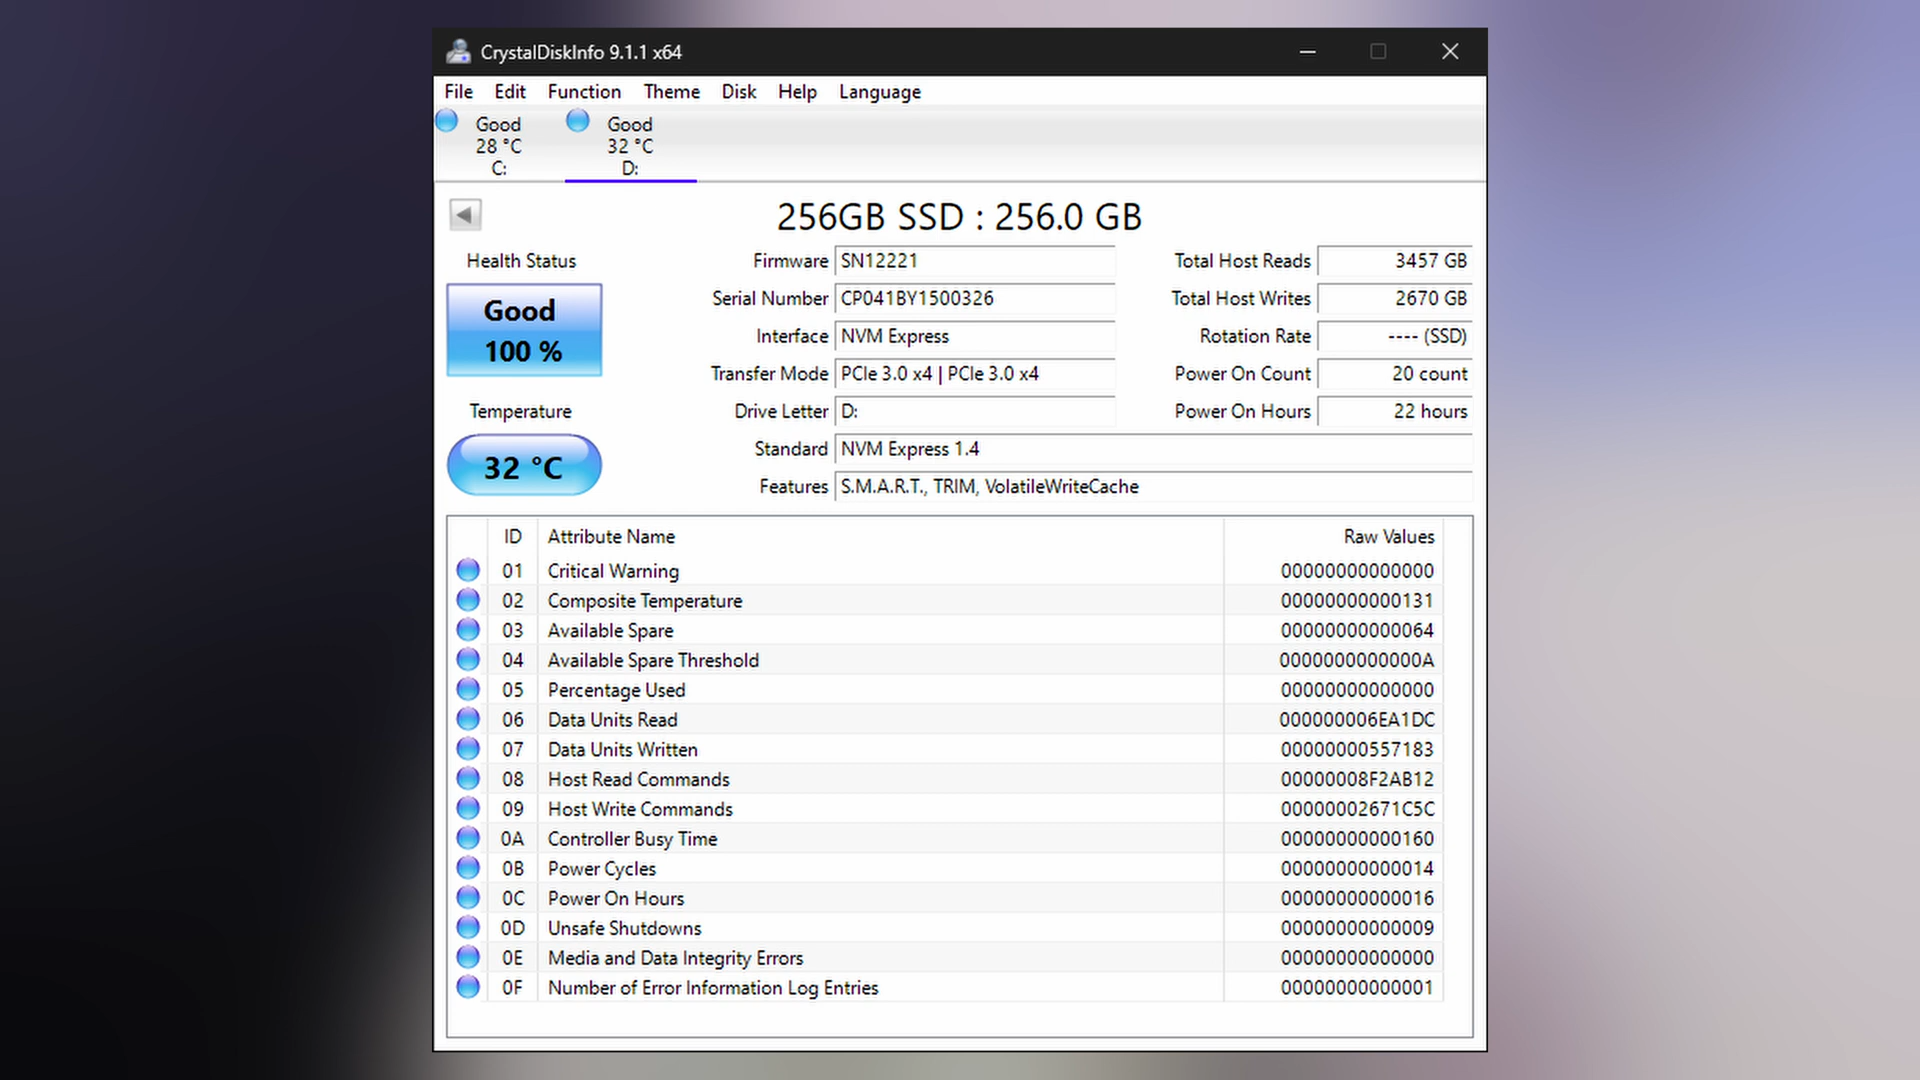 CrystalDiskInfo 9.1.1 x64
File Edit Function Theme Disk Help Language
Good Good
28 °C 32 °C
C: D:
256GB SSD : 256.0 GB
Health Status
Good
100 %
Temperature
32 °C
Firmware SN12221
Serial Number CP041BY1500326
Interface NVM Express
Transfer Mode PCIe 3.0 x4 | PCIe 3.0 x4
Drive Letter D:
Standard NVM Express 1.4
Features S.M.A.R.T., TRIM, VolatileWriteCache
Total Host Reads 3457 GB
Total Host Writes 2670 GB
Rotation Rate ---- (SSD)
Power On Count 20 count
Power On Hours 22 hours
ID Attribute Name Raw Values
01 Critical Warning 00000000000000
02 Composite Temperature 00000000000131
03 Available Spare 00000000000064
04 Available Spare Threshold 0000000000000A
05 Percentage Used 00000000000000
06 Data Units Read 000000006EA1DC
07 Data Units Written 00000000557183
08 Host Read Commands 00000008F2AB12
09 Host Write Commands 00000002671C5C
0A Controller Busy Time 00000000000160
0B Power Cycles 00000000000014
0C Power On Hours 00000000000016
0D Unsafe Shutdowns 00000000000009
0E Media and Data Integrity Errors 00000000000000
0F Number of Error Information Log Entries 00000000000001